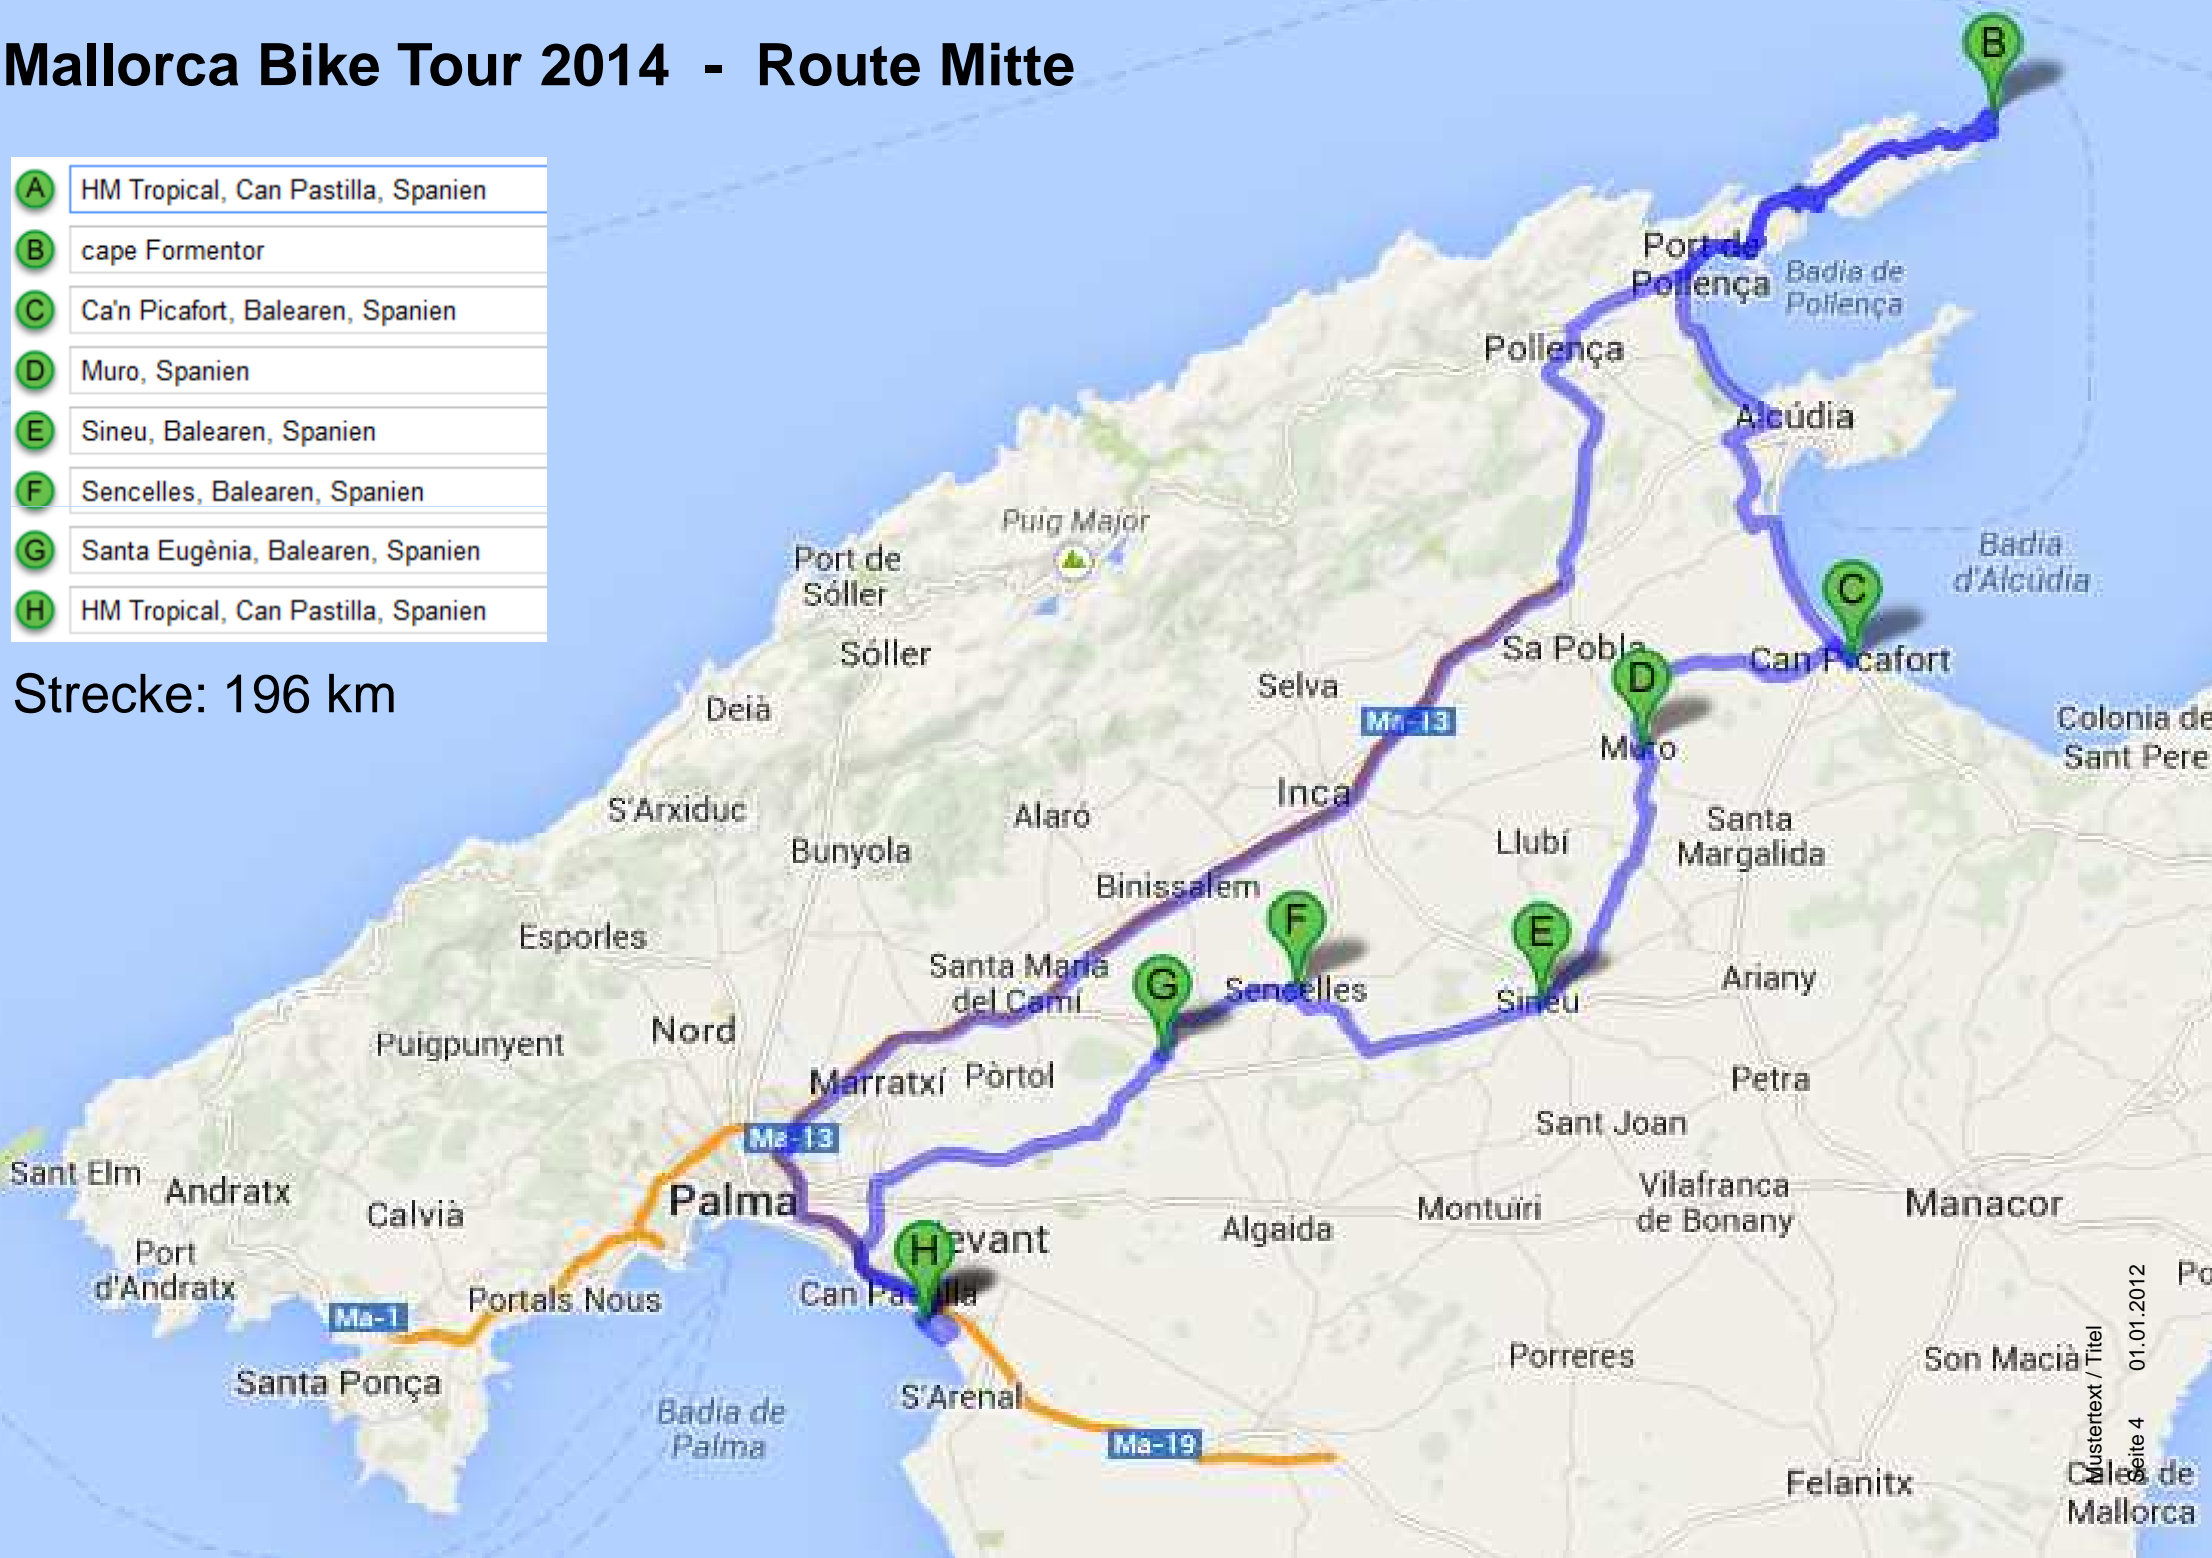 Mallorca Bike Tour 2014 - Route Mitte
A HM Tropical, Can Pastilla, Spanien
B cape Formentor
C Ca'n Picafort, Balearen, Spanien
D Muro, Spanien
E Sineu, Balearen, Spanien
F Sencelles, Balearen, Spanien
G Santa Eugènia, Balearen, Spanien
H HM Tropical, Can Pastilla, Spanien
Strecke: 196 km
B
Port de
Pollença
Badia de
Pollença
Pollença
Alcúdia
Puig Major
Port de
Sóller
Badia
d'Alcúdia
C
Sóller
Sa Pobla
Can Picafort
D
Selva
Deià
Ma-13
Colonia de
Sant Pere
Muro
Inca
S'Arxiduc
Alaró
Santa
Margalida
Llubí
Bunyola
Binissalem
F
E
Esporles
Santa Maria
del Camí
G
Sencelles
Sineu
Ariany
Nord
Puigpunyent
Marratxí
Pòrtol
Petra
Ma-13
Sant Joan
Sant Elm
Andratx
Calvià
Palma
Vilafranca
de Bonany
Montuïri
Manacor
Algaida
H
evant
Port
d'Andratx
Can Pastilla
Portals Nous
Ma-1
Po
Santa Ponça
Porreres
Son Macià
S'Arenal
Badia de
Palma
Ma-19
Felanitx
Cales de
Mallorca
Mustertext / Titel
Seite 4 01.01.2012